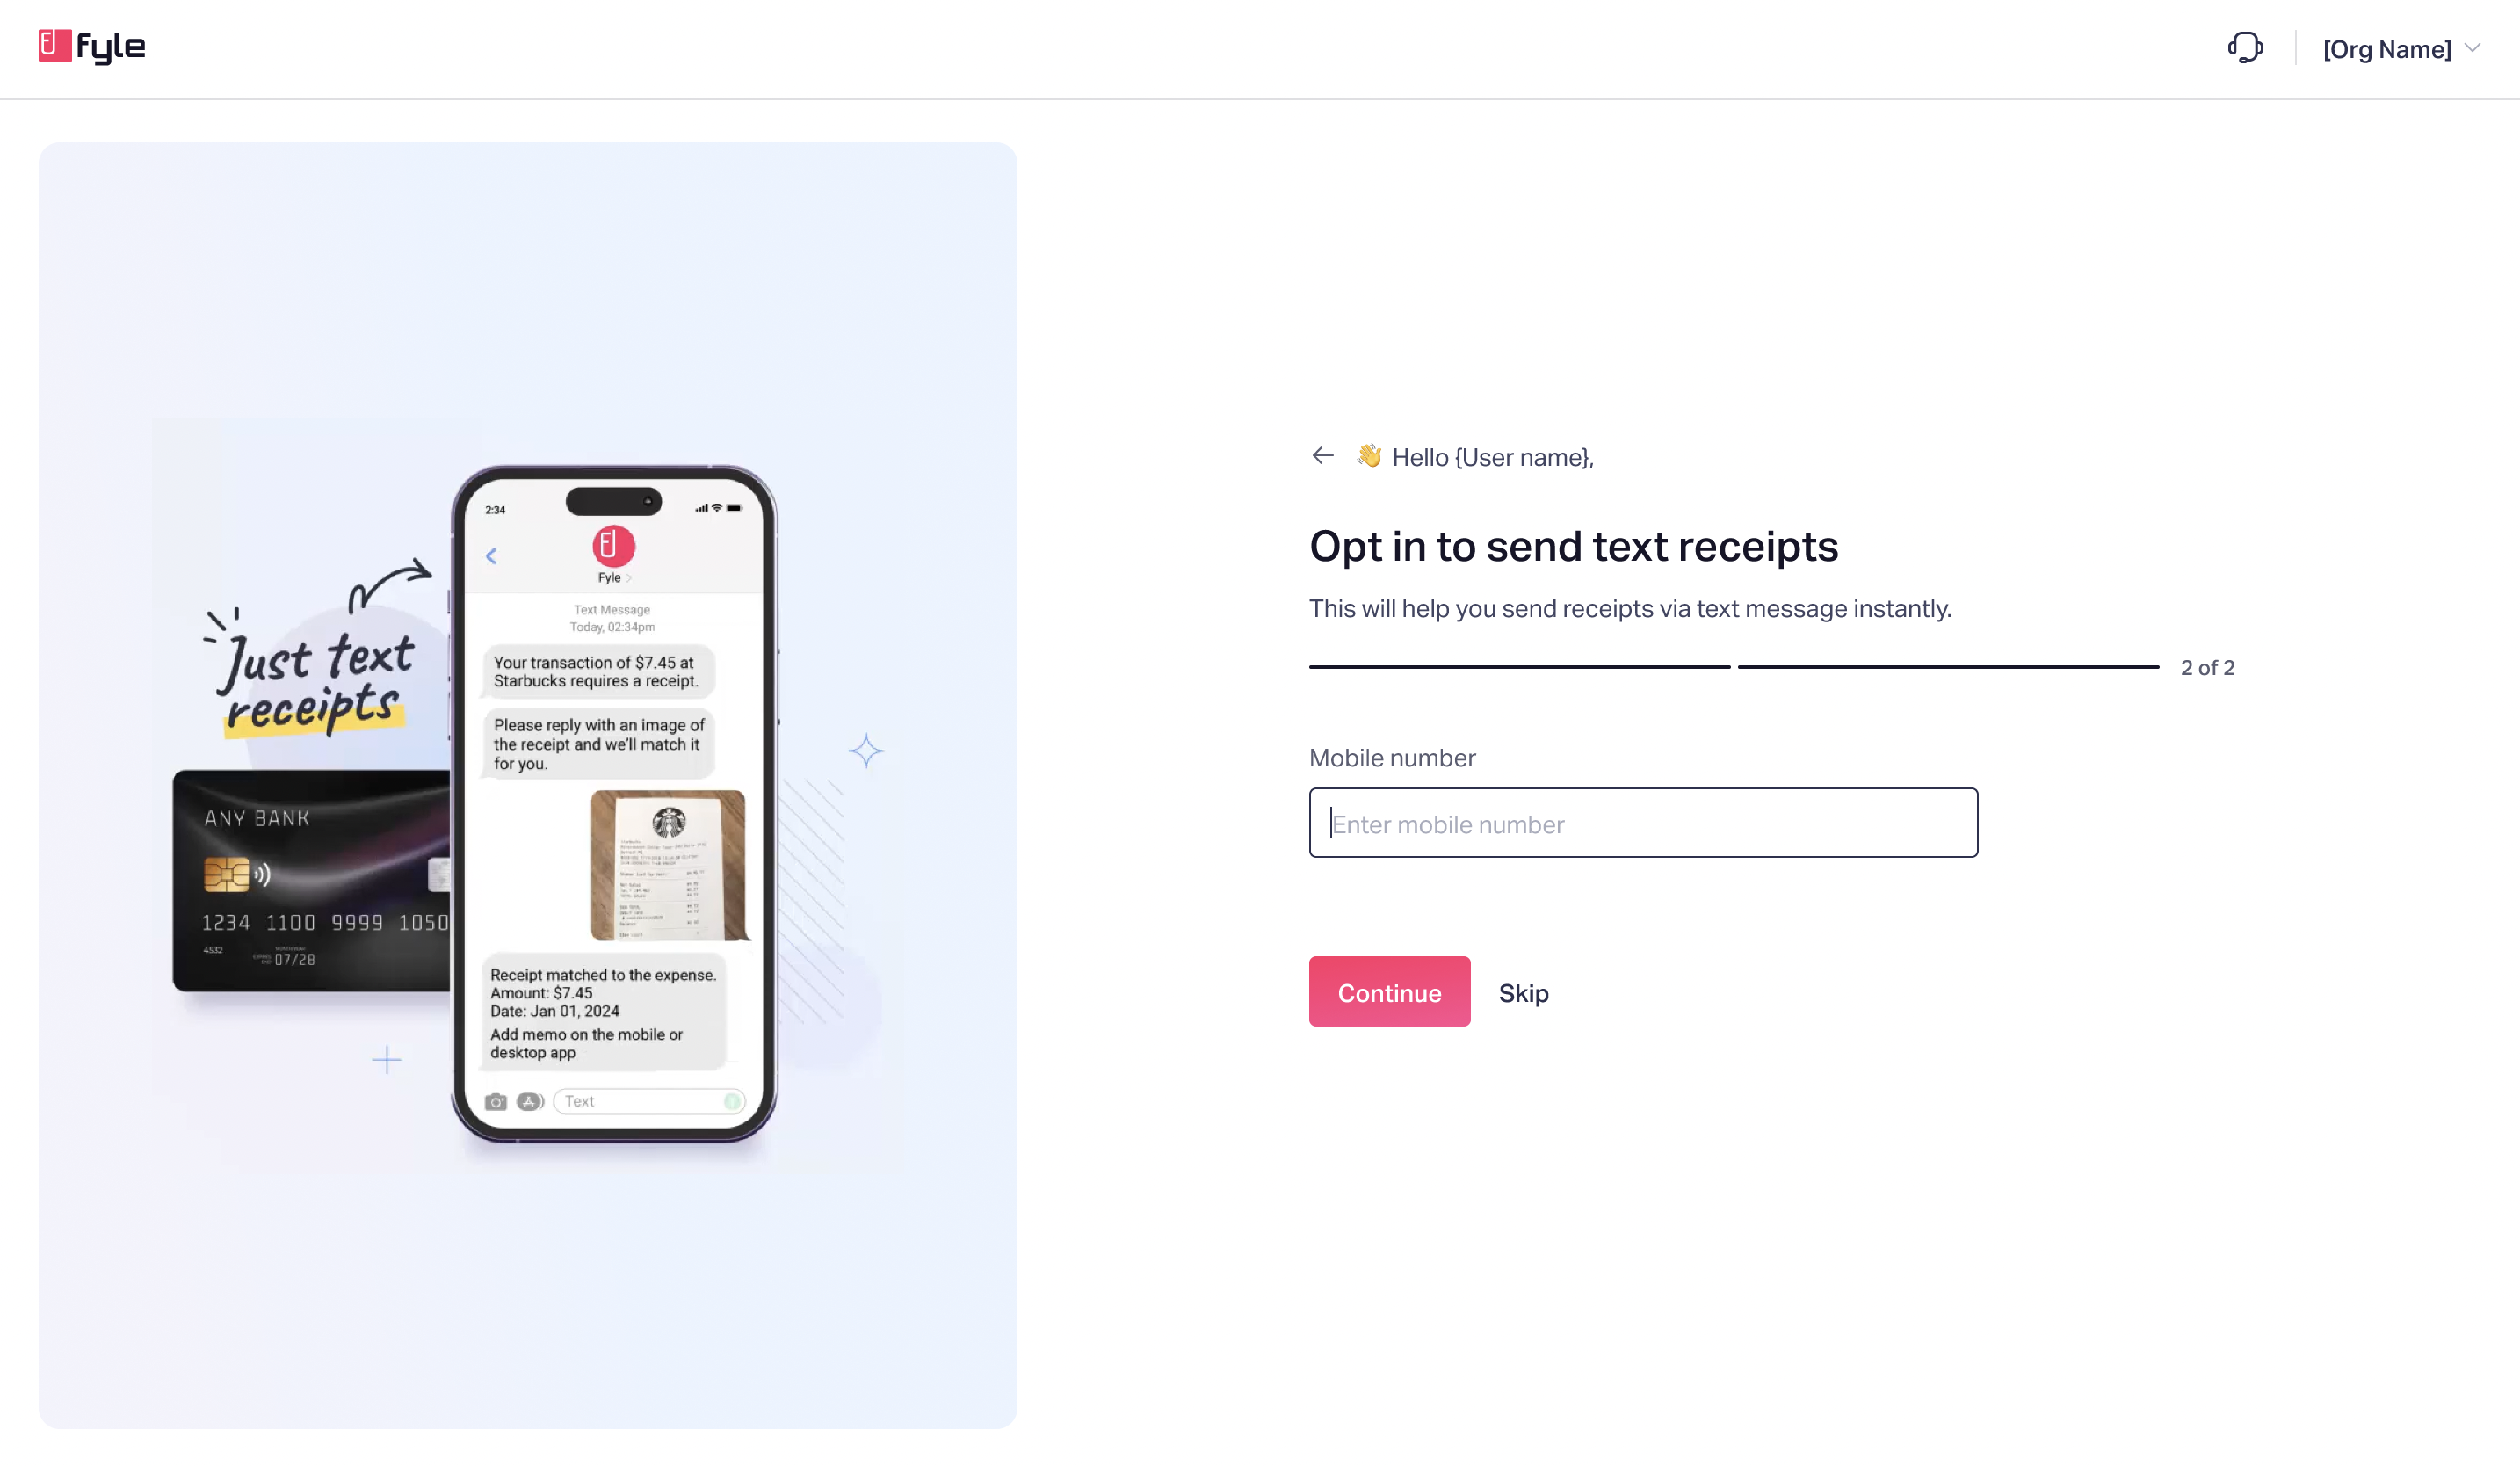 fyle
[Org Name]
Just text
receipts
ANY BANK
1234 1100 9999 1050
4532
07/28
2:34
Fyle
Text Message
Today, 02:34pm
Your transaction of $7.45 at
Starbucks requires a receipt.
Please reply with an image of
the receipt and we'll match it
for you.
Receipt matched to the expense.
Amount: $7.45
Date: Jan 01, 2024
Add memo on the mobile or
desktop app
Text
Hello {User name},
Opt in to send text receipts
This will help you send receipts via text message instantly.
2 of 2
Mobile number
Enter mobile number
Continue
Skip